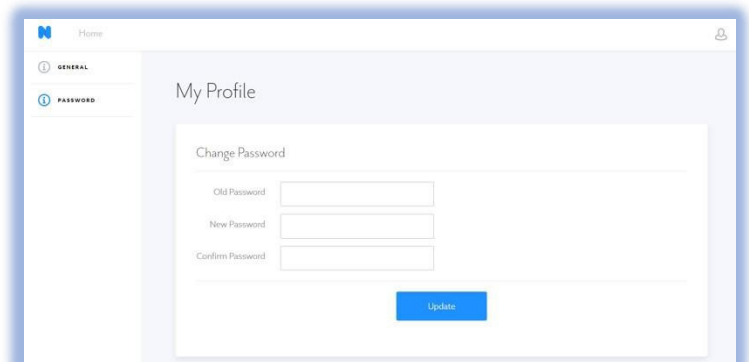 Home
GENERAL
PASSWORD
My Profile
Change Password
Old Password
New Password
Confirm Password
Update